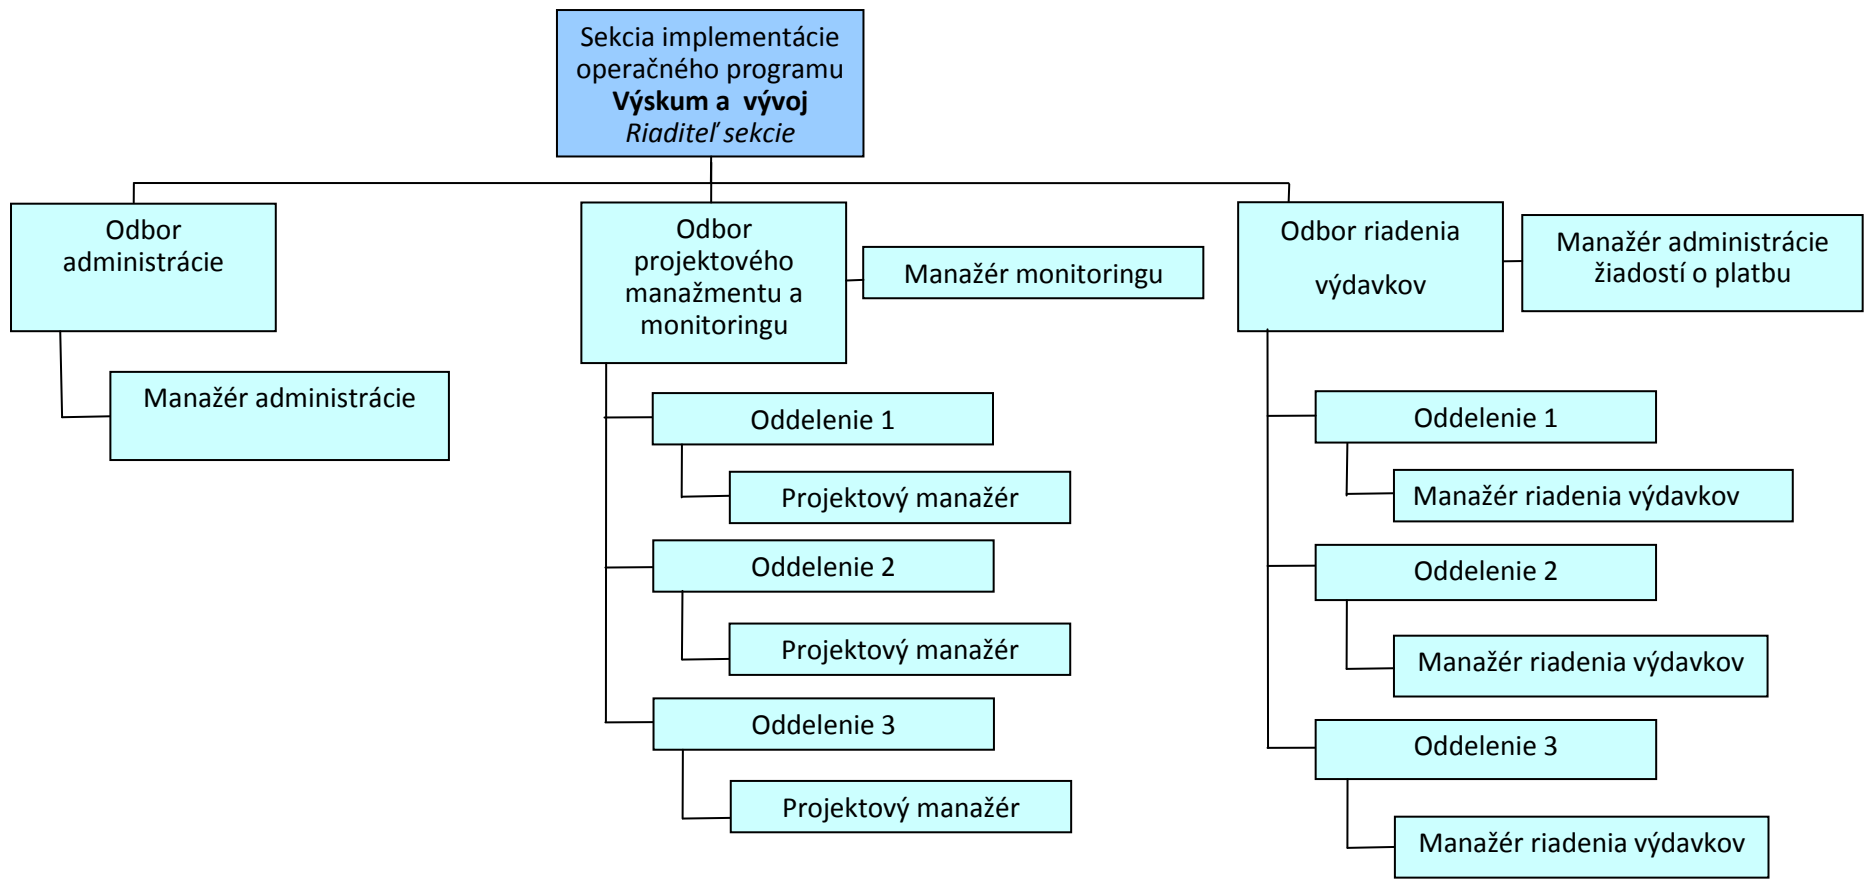 Sekcia implementácie
operačného programu
Výskum a vývoj
Riaditeľ sekcie
Odbor
administrácie
Manažér administrácie
Odbor
projektového
manažmentu a
monitoringu
Manažér monitoringu
Oddelenie 1
Projektový manažér
Oddelenie 2
Projektový manažér
Oddelenie 3
Projektový manažér
Odbor riadenia
výdavkov
Manažér administrácie
žiadostí o platbu
Oddelenie 1
Manažér riadenia výdavkov
Oddelenie 2
Manažér riadenia výdavkov
Oddelenie 3
Manažér riadenia výdavkov